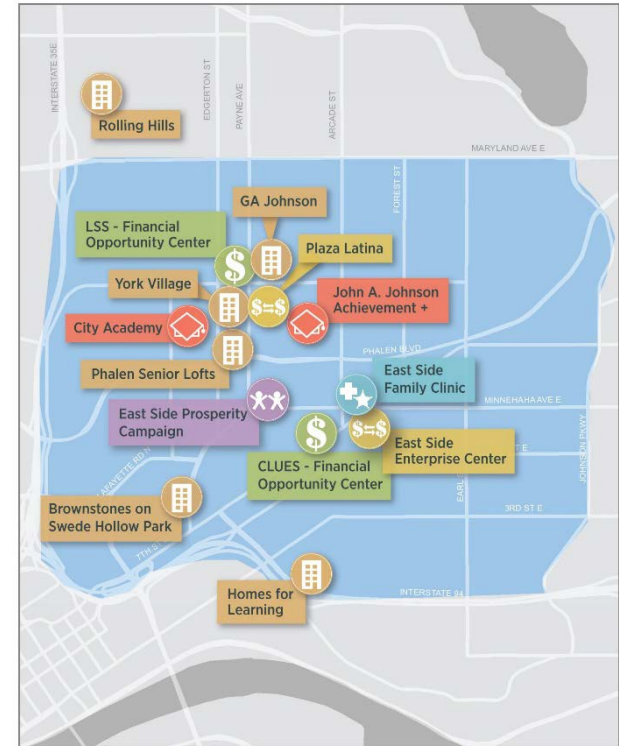 INTERSTATE 35E
EDGERTON ST
PAYNE AVE
ARCADE ST
Rolling Hills
MARYLAND AVE E
FOREST ST
GA Johnson
LSS - Financial
Opportunity Center
Plaza Latina
York Village
John A. Johnson
Achievement +
City Academy
PHALEN BLVD
Phalen Senior Lofts
East Side
Family Clinic
MINNEHAHA AVE E
East Side Prosperity
Campaign
East Side
Enterprise Center
JOHNSON PKWY
CLUES - Financial
Opportunity Center
LAFAYETTE RD
EARL
Brownstones on
Swede Hollow Park
3RD ST E
7TH ST
Homes for
Learning
INTERSTATE 94